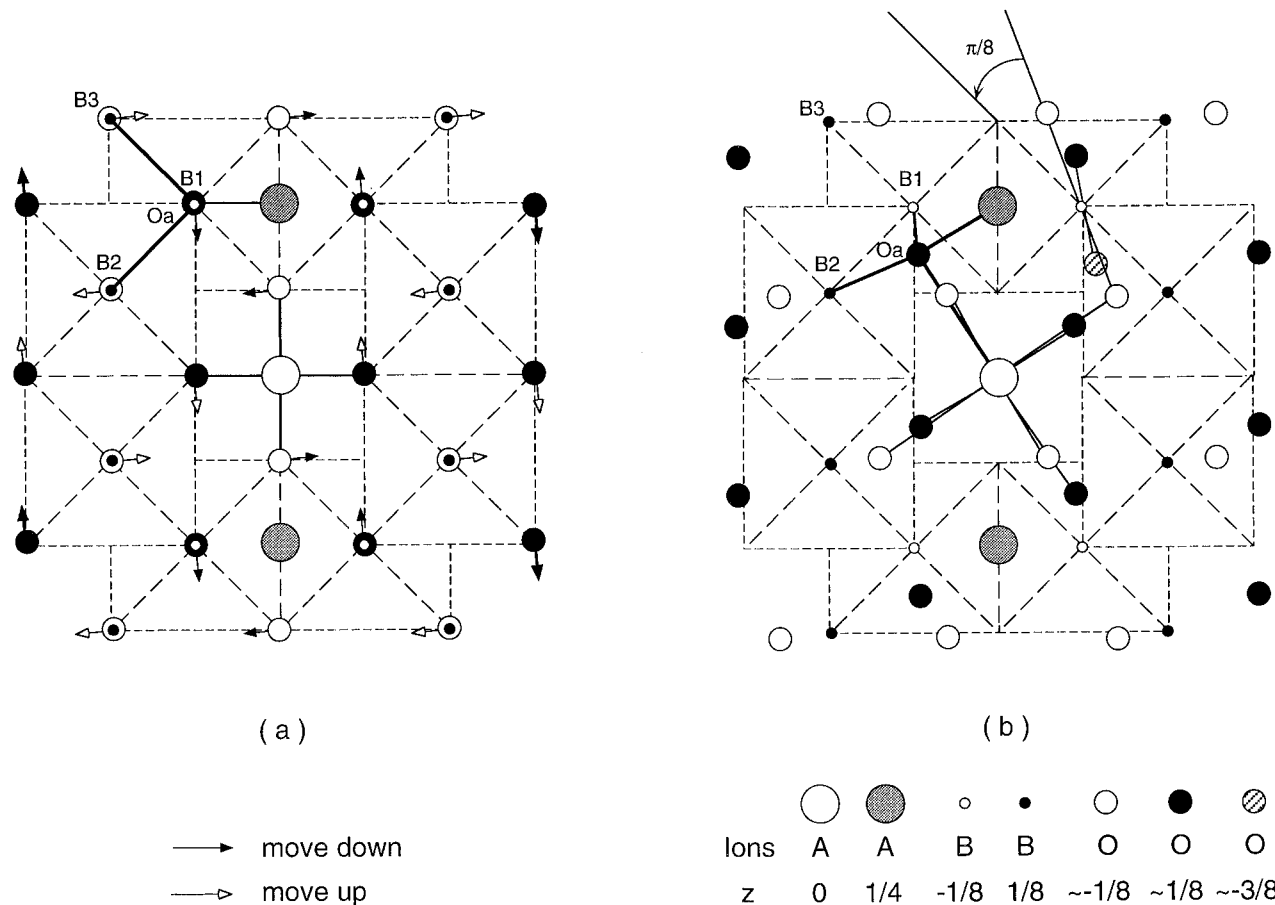 B3
B1
Oa
B2
( a )
move down
move up
π/8
B3
B1
Oa
B2
( b )
Ions A A B B O O O
z 0 1/4 -1/8 1/8 ~-1/8 ~1/8 ~-3/8